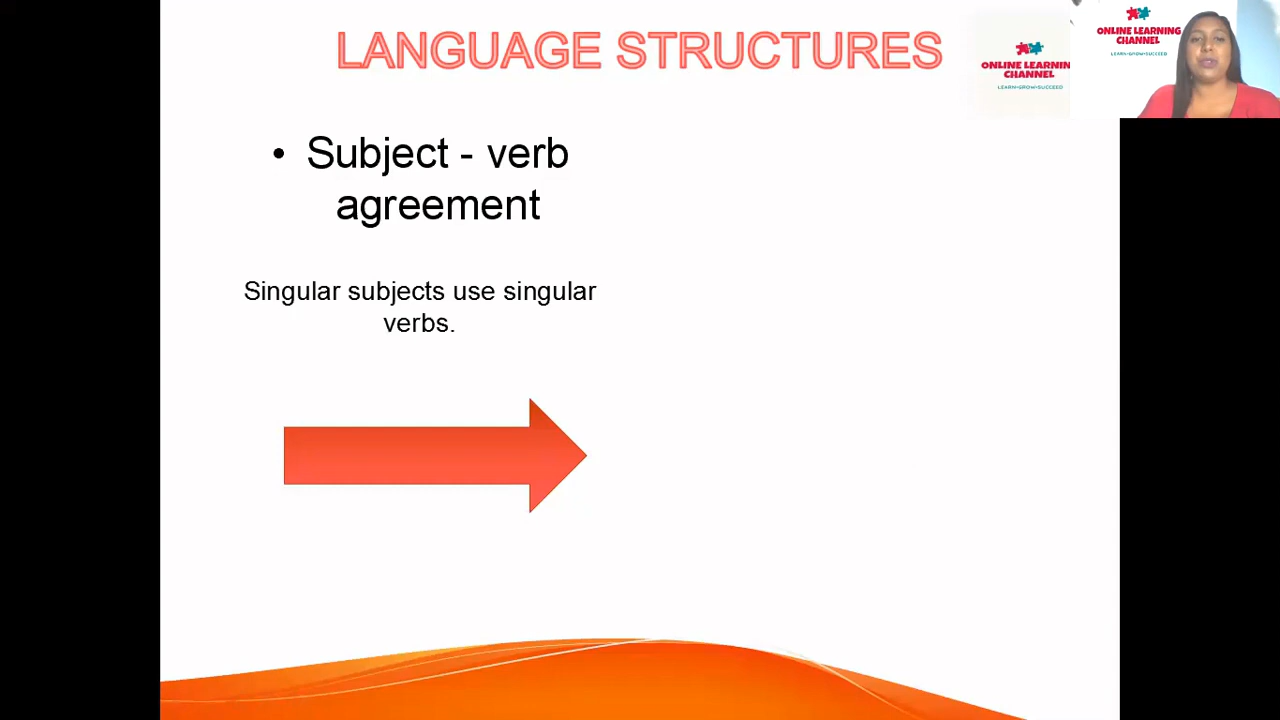 LANGUAGE STRUCTURES
ONLINE LEARNING
CHANNEL
LEARN•GROW•SUCCEED
ONLINE LEARNIN
CHANNEL
LEARN•GROW•SUCCEED
• Subject - verb
agreement
Singular subjects use singular
verbs.